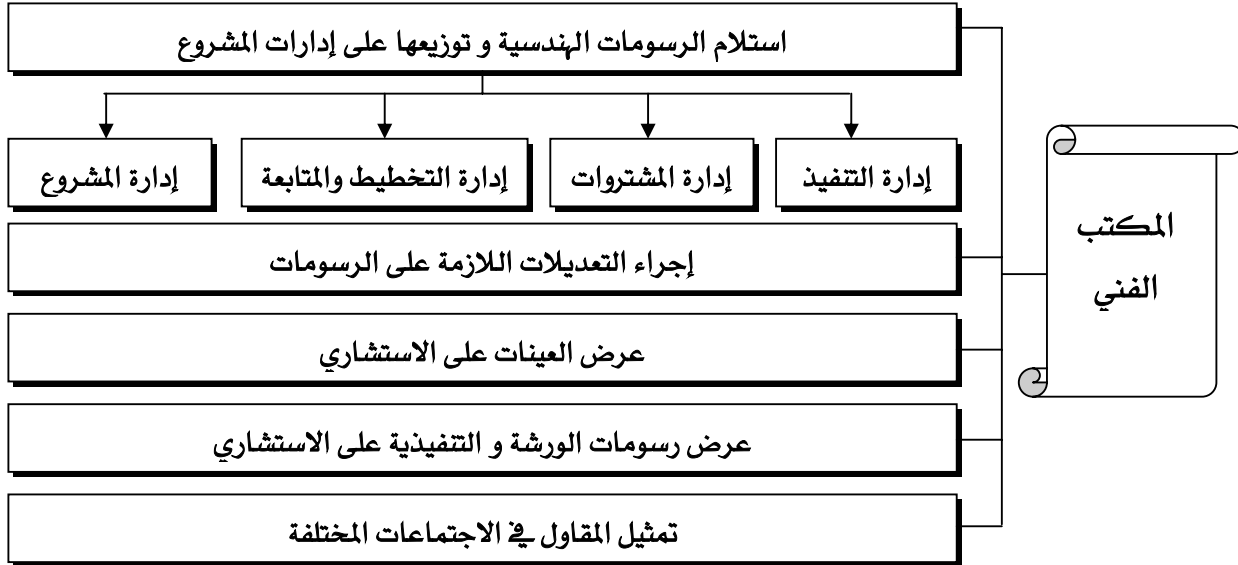 استلام الرسومات الهندسية و توزيعها على إدارات المشروع
إدارة التنفيذ
إدارة المشتروات
إدارة التخطيط والمتابعة
إدارة المشروع
المكتب
الفني
إجراء التعديلات اللازمة على الرسومات
عرض العينات على الاستشاري
عرض رسومات الورشة و التنفيذية على الاستشاري
تمثيل المقاول في الاجتماعات المختلفة